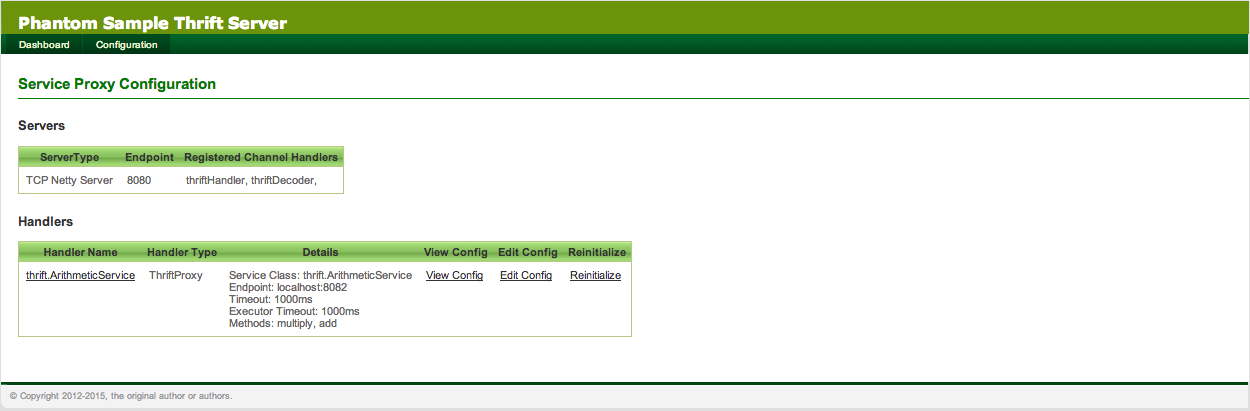 Phantom Sample Thrift Server
Dashboard Configuration
Service Proxy Configuration
Servers
ServerType Endpoint Registered Channel Handlers
TCP Netty Server 8080 thriftHandler, thriftDecoder,
Handlers
Handler Name Handler Type Details View Config Edit Config Reinitialize
thrift.ArithmeticService ThriftProxy Service Class: thrift.ArithmeticService View Config Edit Config Reinitialize
Endpoint: localhost:8082
Timeout: 1000ms
Executor Timeout: 1000ms
Methods: multiply, add
© Copyright 2012-2015, the original author or authors.